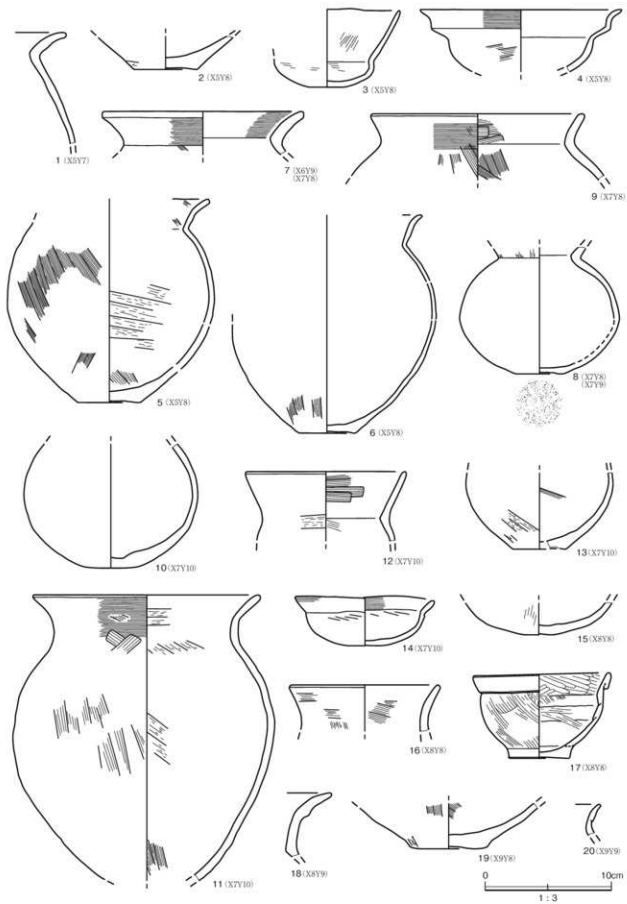 1 (X5Y7)
2 (X5Y8)
3 (X5Y8)
4 (X5Y8)
7 (X6Y9)
(X7Y8)
9 (X7Y8)
5 (X5Y8)
6 (X5Y8)
8 (X7Y8)
(X7Y9)
10 (X7Y10)
12 (X7Y10)
13 (X7Y10)
11 (X7Y10)
14 (X7Y10)
15 (X8Y8)
16 (X8Y8)
17 (X8Y8)
18 (X8Y9)
19 (X9Y8)
20 (X9Y9)
0 10cm
1 : 3